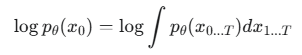 log p_θ(x_0) = log ∫ p_θ(x_{0...T}) dx_{1...T}